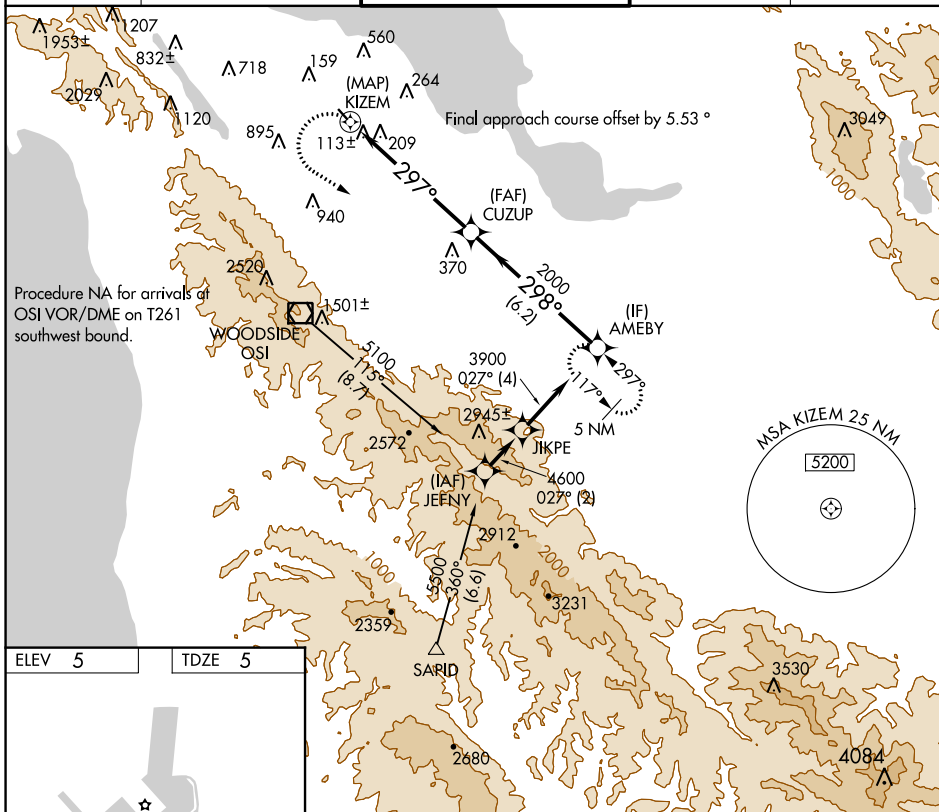 1207
1953±
832±
560
718
159
2029
264
(MAP)
KIZEM
1120
Final approach course offset by 5.53 °
3049
895
113±
209
1000
297°
(FAF)
CUZUP
940
370
2520
2000
298°
(6.2)
Procedure NA for arrivals at
OSI VOR/DME on T261
southwest bound.
1501±
WOODSIDE
OSI
(IF)
AMEBY
5100
115°
(8.7)
3900
027° (4)
117°
297°
5 NM
2945±
2572
JIKPE
MSA KIZEM 25 NM
5200
(IAF)
JEFNY
4600
027° (2)
2912
2000
1000
5500
360°
(6.6)
3231
2359
SAPID
ELEV 5
TDZE 5
3530
2680
4084